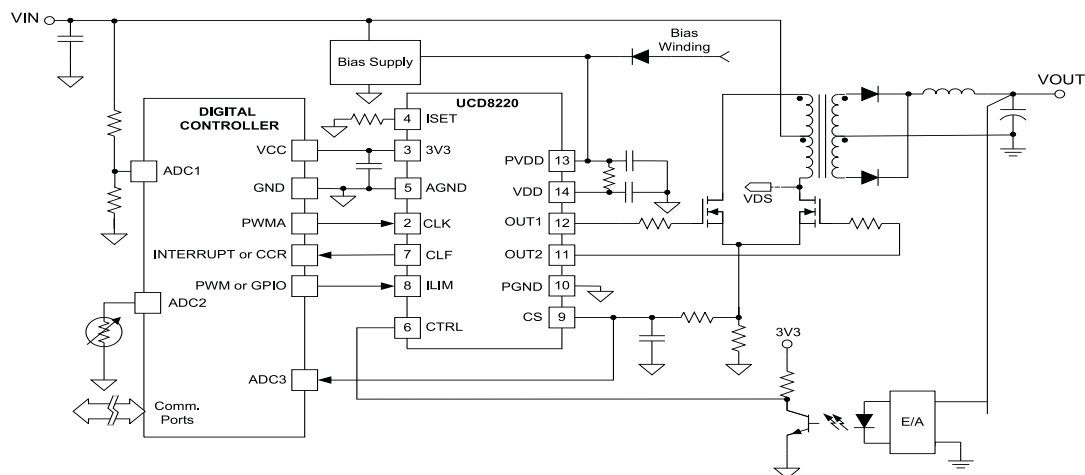 VIN
Bias Supply
Bias
Winding
VOUT
DIGITAL
CONTROLLER
UCD8220
4
ISET
VCC
3
3V3
PVDD
13
ADC1
GND
5
AGND
VDD
14
VDS
PWMA
2
CLK
OUT1
12
INTERRUPT or CCR
7
CLF
OUT2
11
PWM or GPIO
8
ILIM
PGND
10
ADC2
6
CTRL
CS
9
3V3
ADC3
Comm.
Ports
E/A